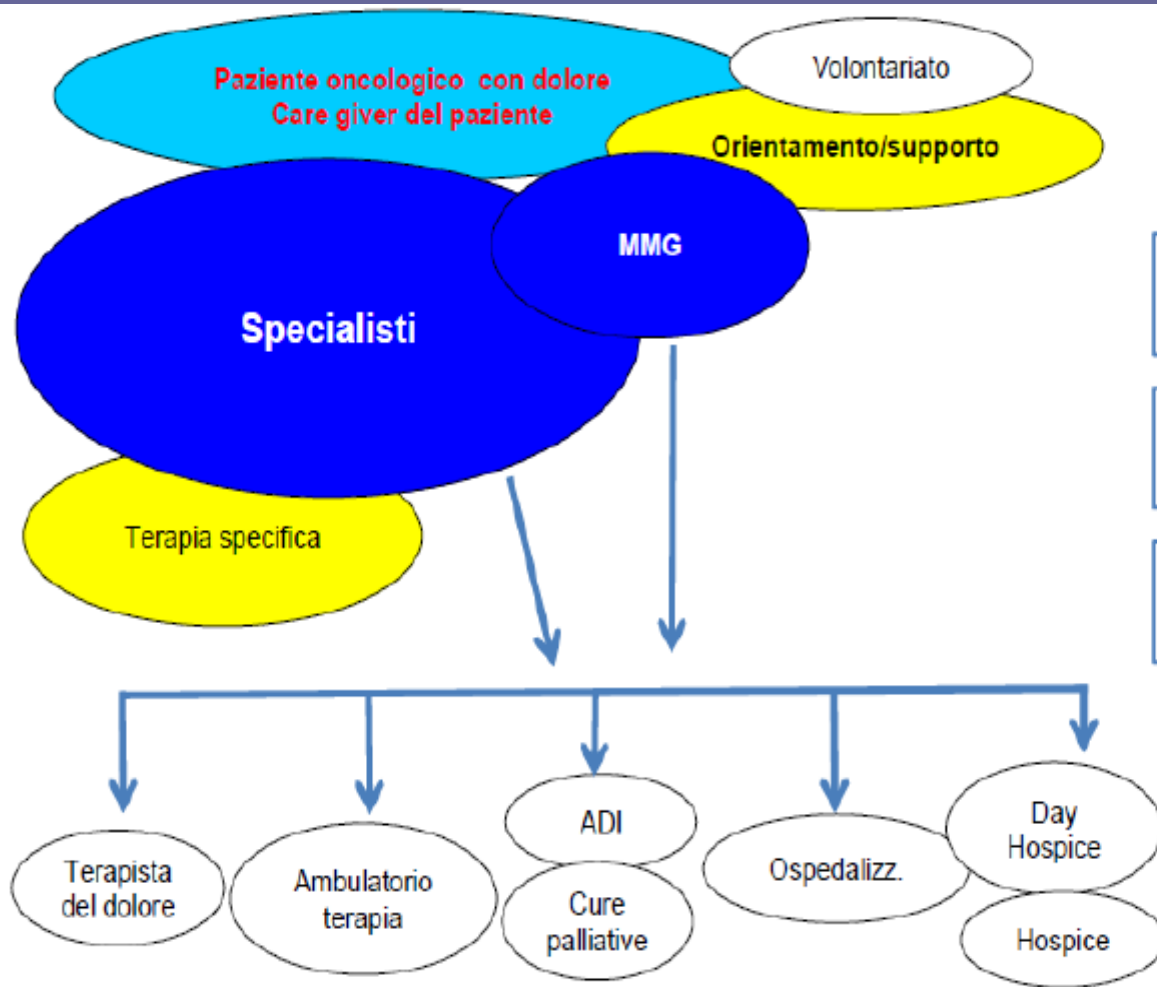 Paziente oncologico con dolore
Care giver del paziente
Volontariato
Orientamento/supporto
MMG
Specialisti
Terapia specifica
Terapista
del dolore
Ambulatorio
terapia
ADI
Cure
palliative
Ospedalizz.
Day
Hospice
Hospice